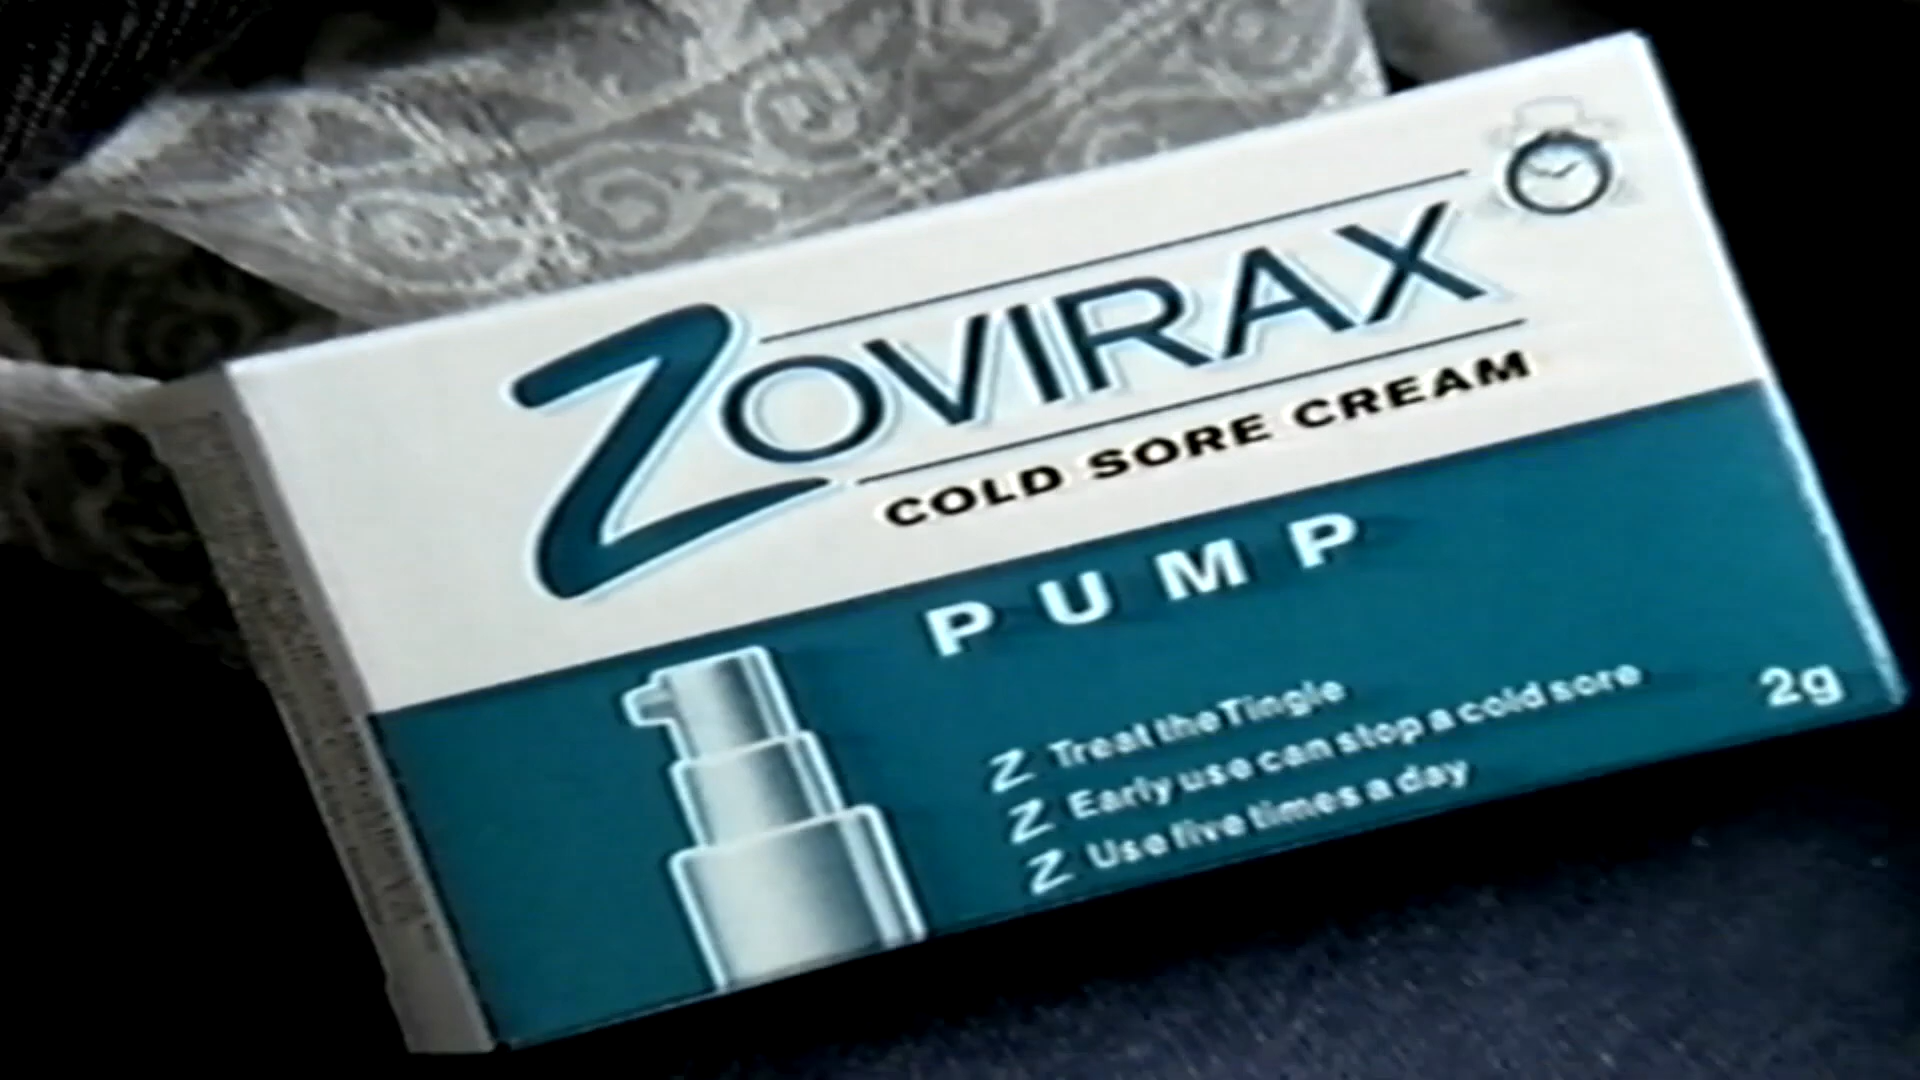 ZOVIRAX
COLD SORE CREAM
PUMP
Treat the Tingle
Early use can stop a cold sore
Use five times a day
2g